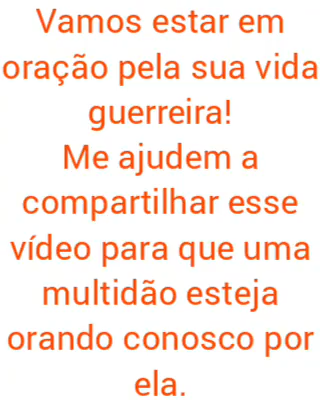 Vamos estar em
oração pela sua vida
guerreira!
Me ajudem a
compartilhar esse
vídeo para que uma
multidão esteja
orando conosco por
ela.